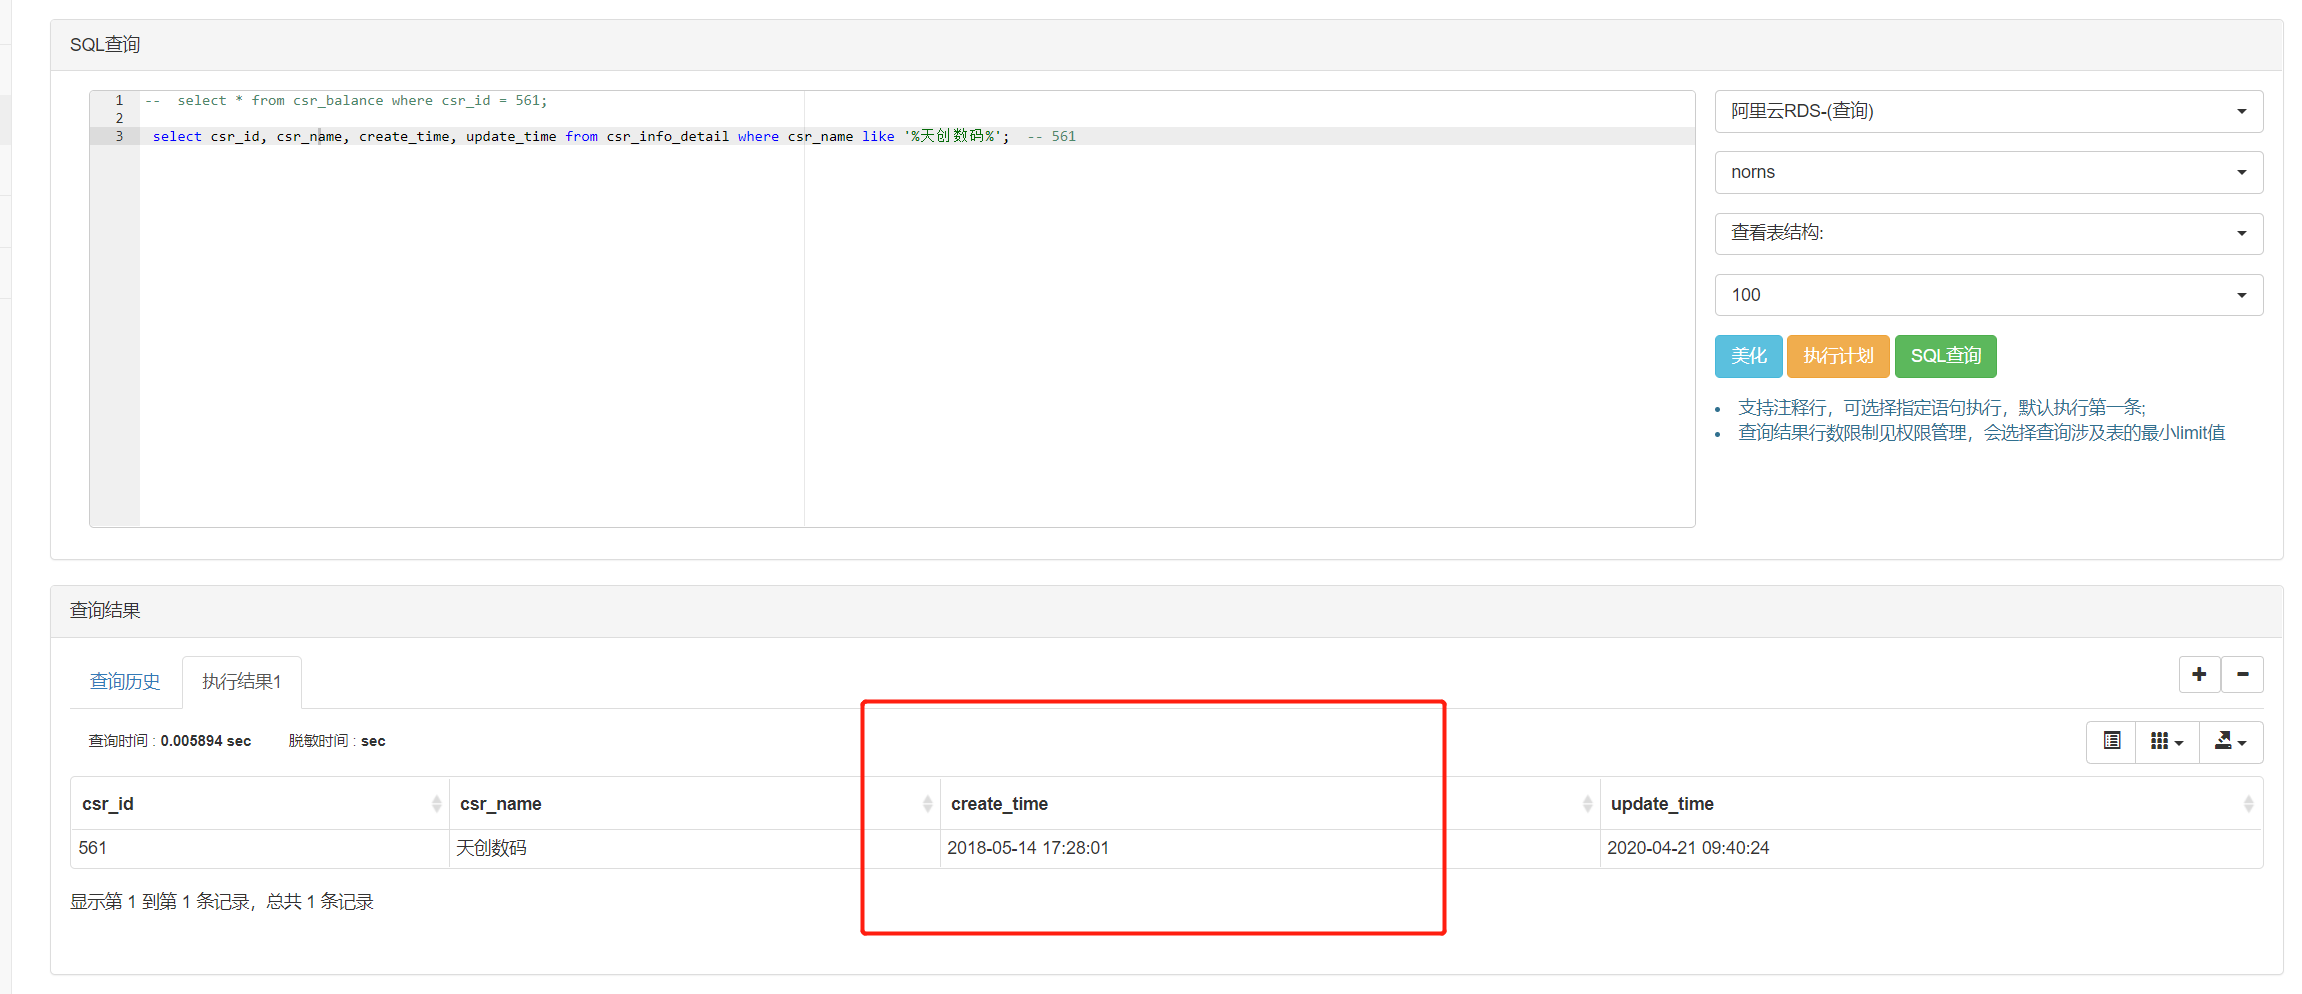 SQL查询
1 --  select * from csr_balance where csr_id = 561;
2
3 select csr_id, csr_name, create_time, update_time from csr_info_detail where csr_name like '%天创数码%';  -- 561
阿里云RDS-(查询)
norns
查看表结构:
100
美化 执行计划 SQL查询
支持注释行，可选择指定语句执行，默认执行第一条;
查询结果行数限制见权限管理，会选择查询涉及表的最小limit值
查询结果
查询历史 执行结果1
查询时间 : 0.005894 sec 脱敏时间 : sec
csr_id csr_name create_time update_time
561 天创数码 2018-05-14 17:28:01 2020-04-21 09:40:24
显示第 1 到第 1 条记录，总共 1 条记录